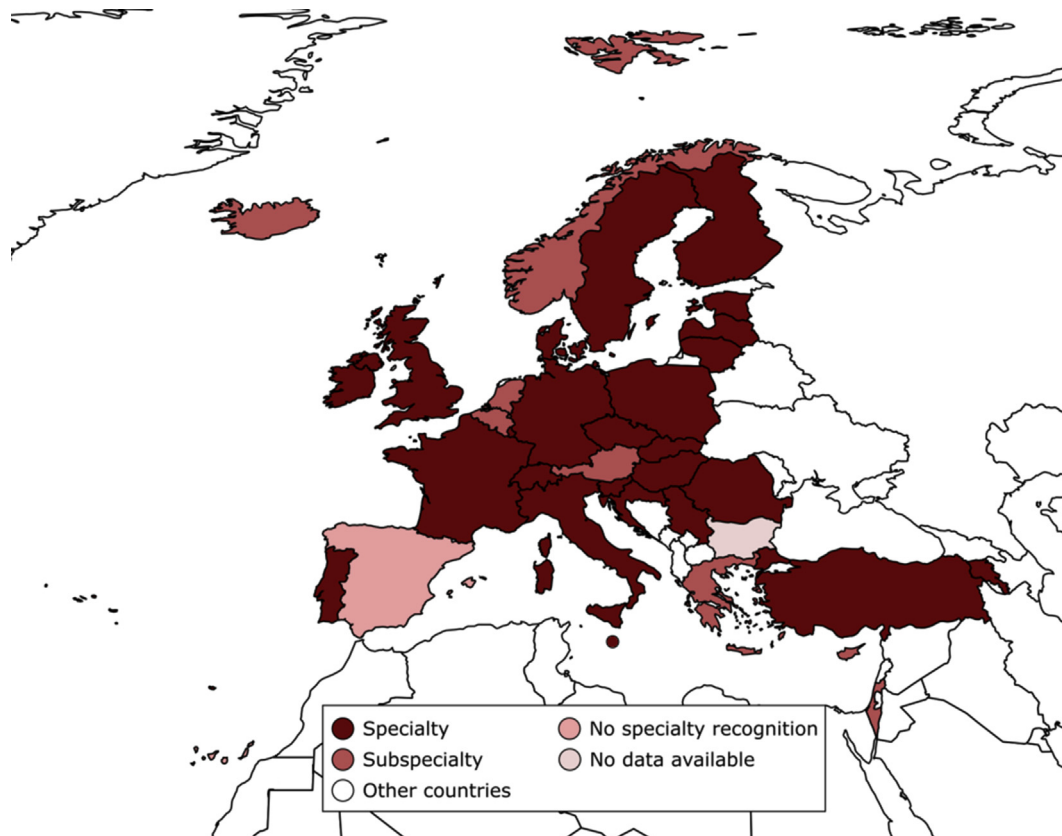 Specialty
Subspecialty
Other countries
No specialty recognition
No data available